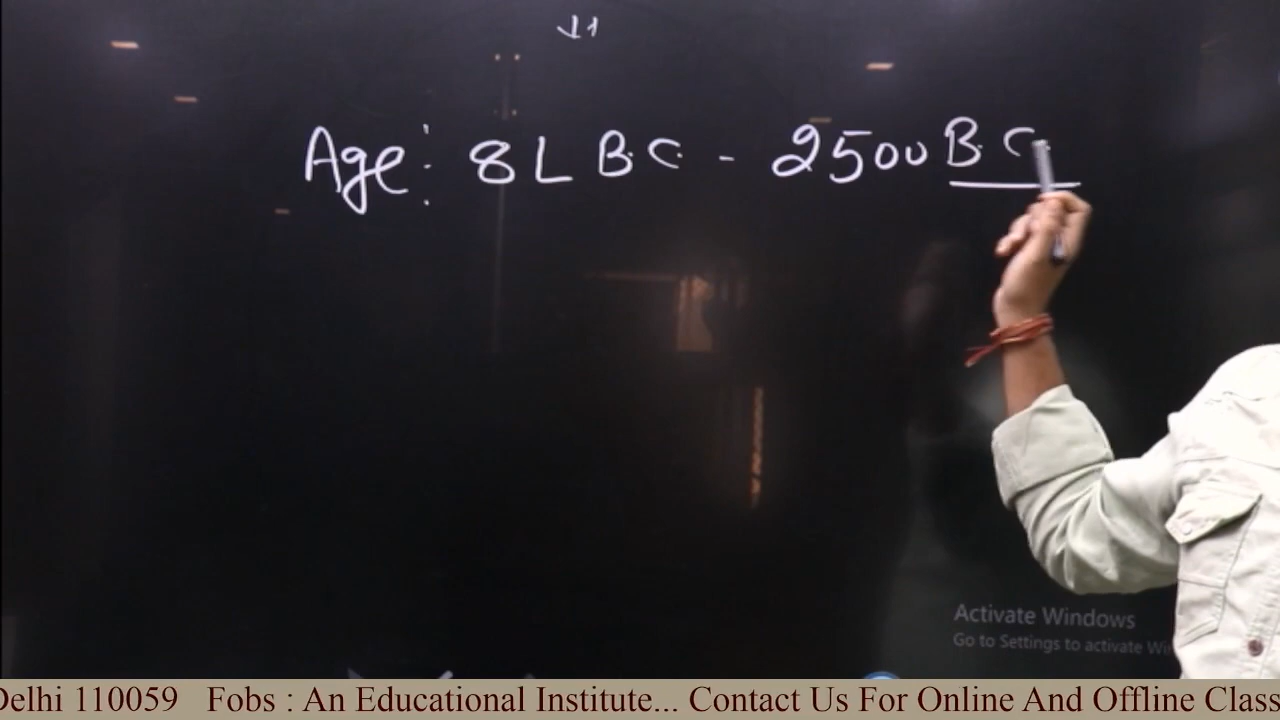 Age: 8L B.C. - 2500 B.C.
Activate Windows
Go to Settings to activate Wi
Delhi 110059 Fobs : An Educational Institute... Contact Us For Online And Offline Class